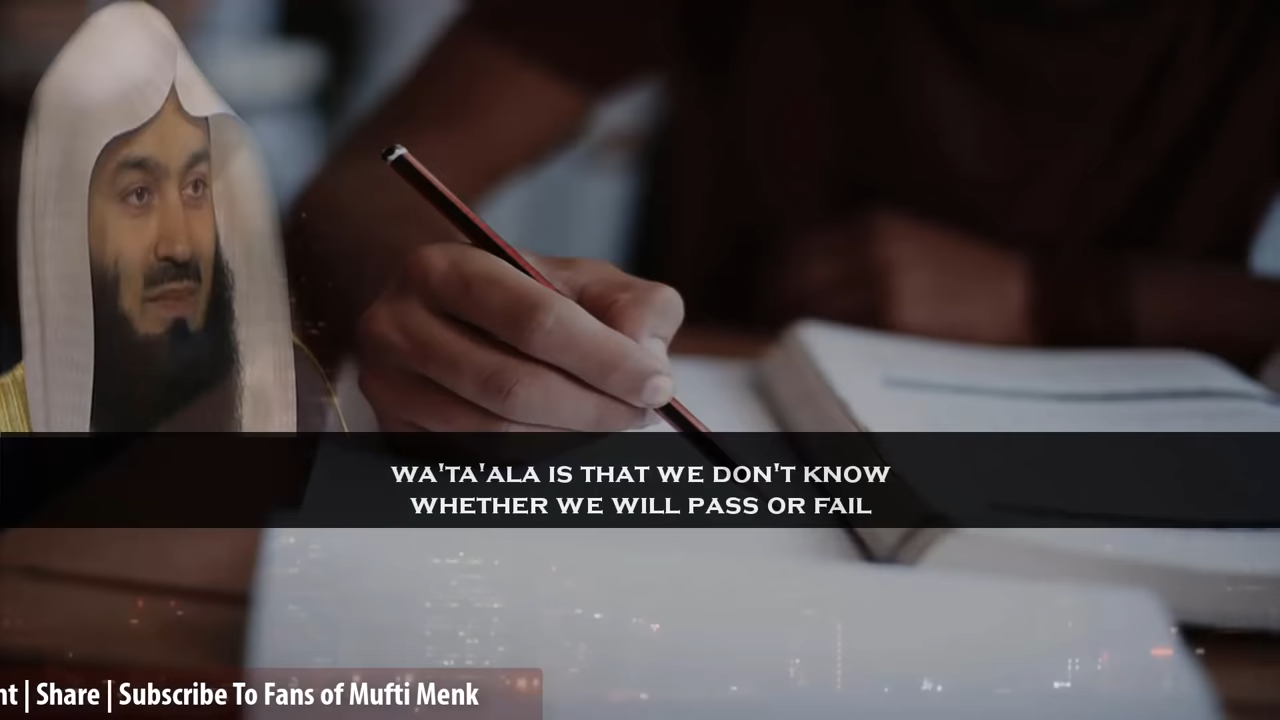 WA'TA'ALA IS THAT WE DON'T KNOW
WHETHER WE WILL PASS OR FAIL
nt | Share | Subscribe To Fans of Mufti Menk